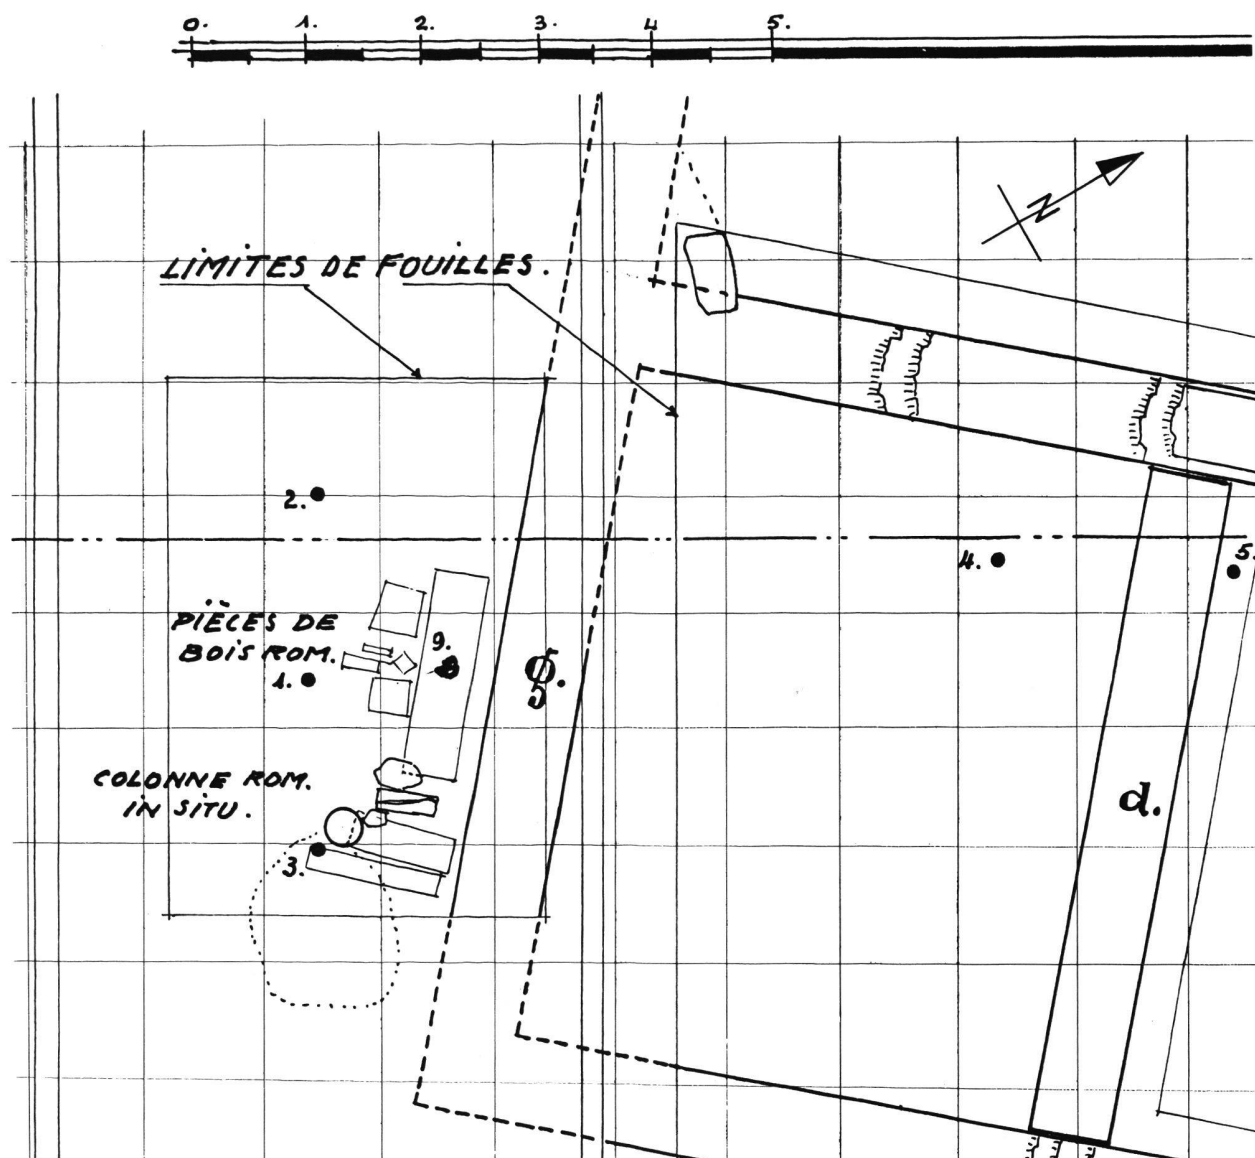 0. 1. 2. 3. 4 5.
N
LIMITES DE FOUILLES.
2.
4.
5.
PIÈCES DE
BOIS ROM.
9.
1.
COLONNE ROM.
IN SITU.
d.
3.